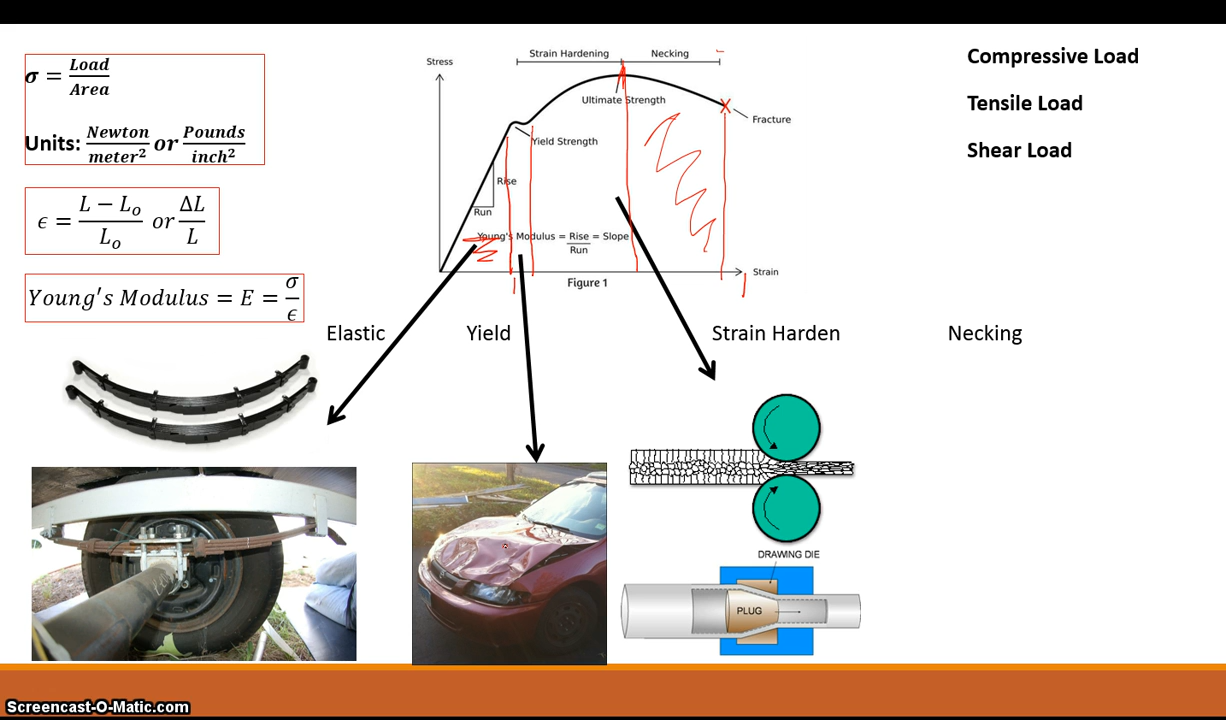 σ = Load/Area
Units: Newton/meter² or Pounds/inch²
ϵ = L − Lₒ/Lₒ or ΔL/L
Young's Modulus = E = σ/ϵ
Strain Hardening
Necking
Stress
Ultimate Strength
Fracture
Yield Strength
Rise
Run
Young's Modulus = Rise/Run = Slope
Strain
Figure 1
Compressive Load
Tensile Load
Shear Load
Elastic
Yield
Strain Harden
Necking
DRAWING DIE
PLUG
Screencast-O-Matic.com